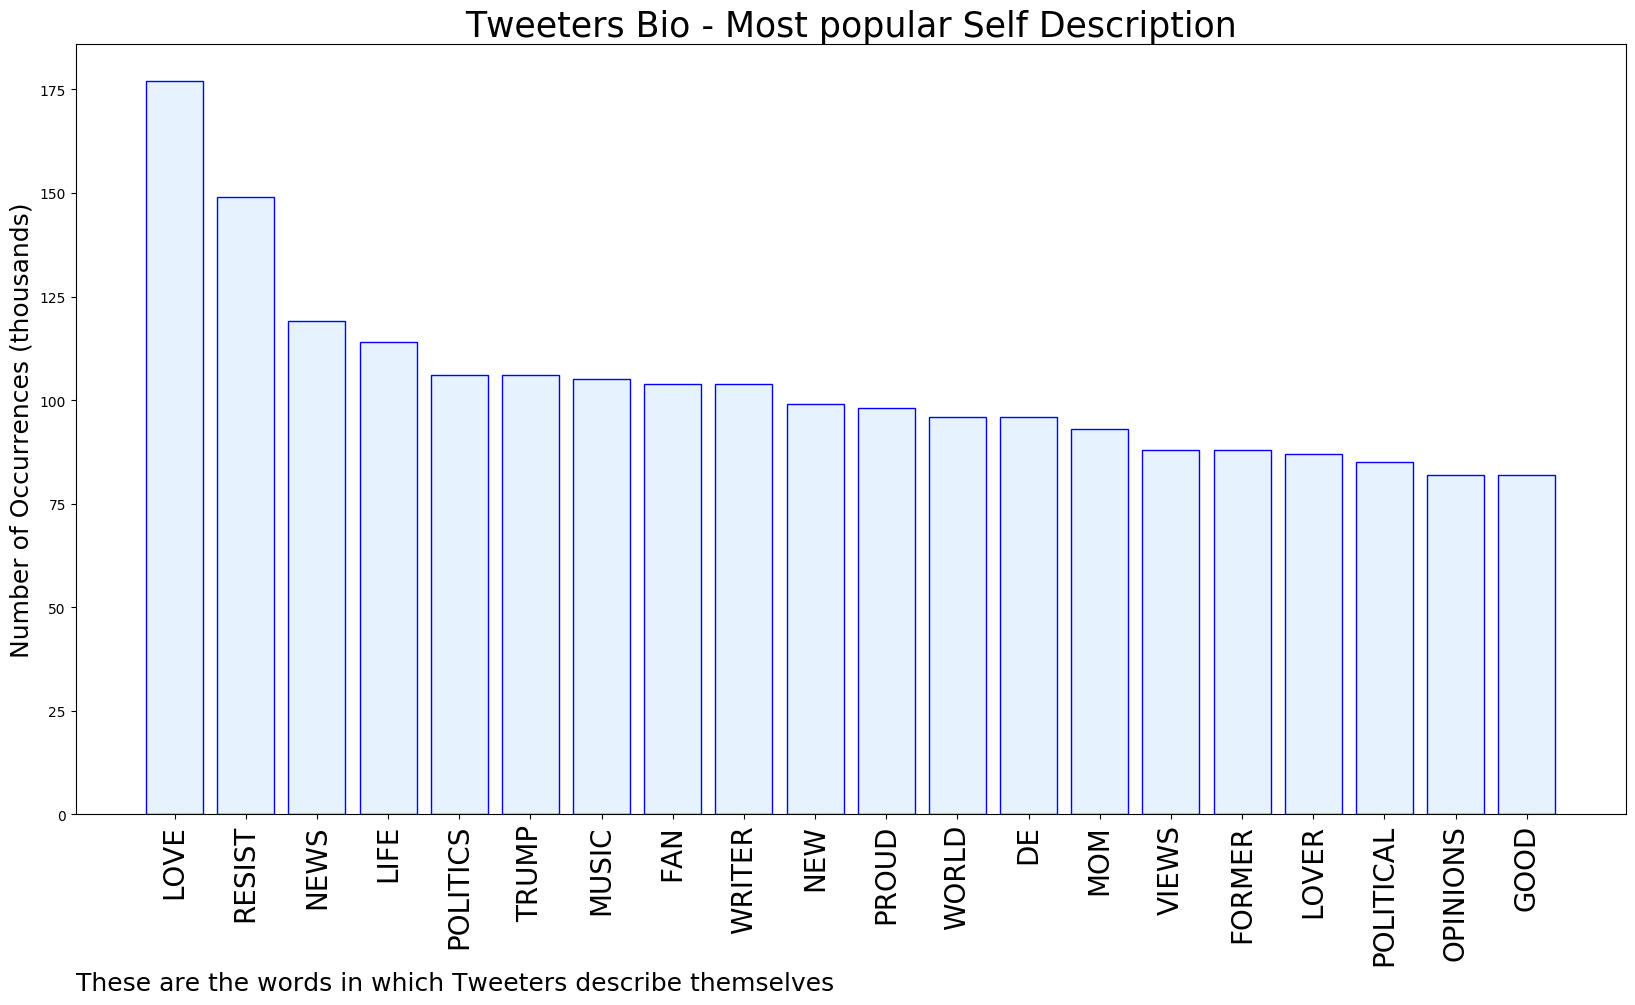 Tweeters Bio - Most popular Self Description
Number of Occurrences (thousands)
175
150
125
100
75
50
25
0
LOVE
RESIST
NEWS
LIFE
POLITICS
TRUMP
MUSIC
FAN
WRITER
NEW
PROUD
WORLD
DE
MOM
VIEWS
FORMER
LOVER
POLITICAL
OPINIONS
GOOD
These are the words in which Tweeters describe themselves